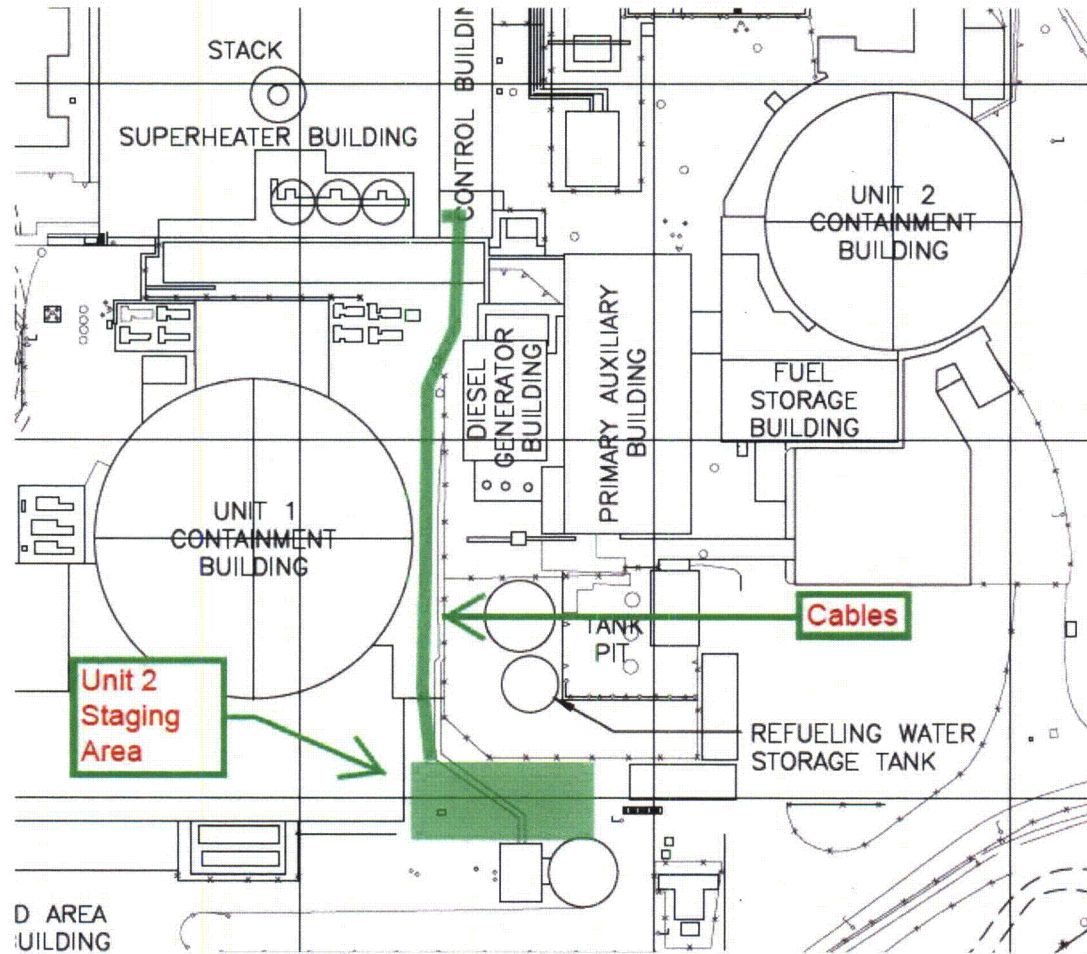 STACK
SUPERHEATER BUILDING
CONTROL
UNIT 2
CONTAINMENT
BUILDING
DIESEL
GENERATOR
BUILDING
PRIMARY AUXILIARY
BUILDING
FUEL
STORAGE
BUILDING
UNIT 1
CONTAINMENT
BUILDING
Cables
TANK
PIT
Unit 2
Staging
Area
REFUELING WATER
STORAGE TANK
D AREA
UILDING